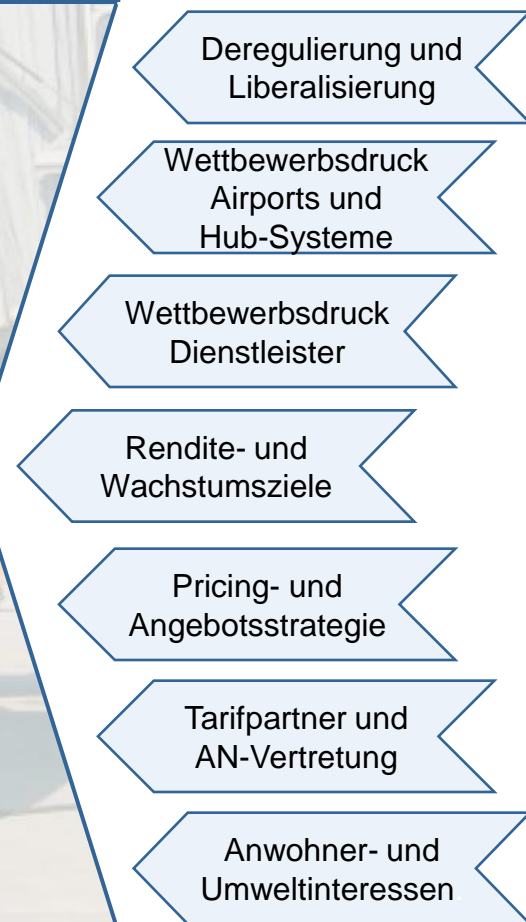 Deregulierung und
Liberalisierung
Wettbewerbsdruck
Airports und
Hub-Systeme
Wettbewerbsdruck
Dienstleister
Rendite- und
Wachstumsziele
Pricing- und
Angebotsstrategie
Tarifpartner und
AN-Vertretung
Anwohner- und
Umweltinteressen